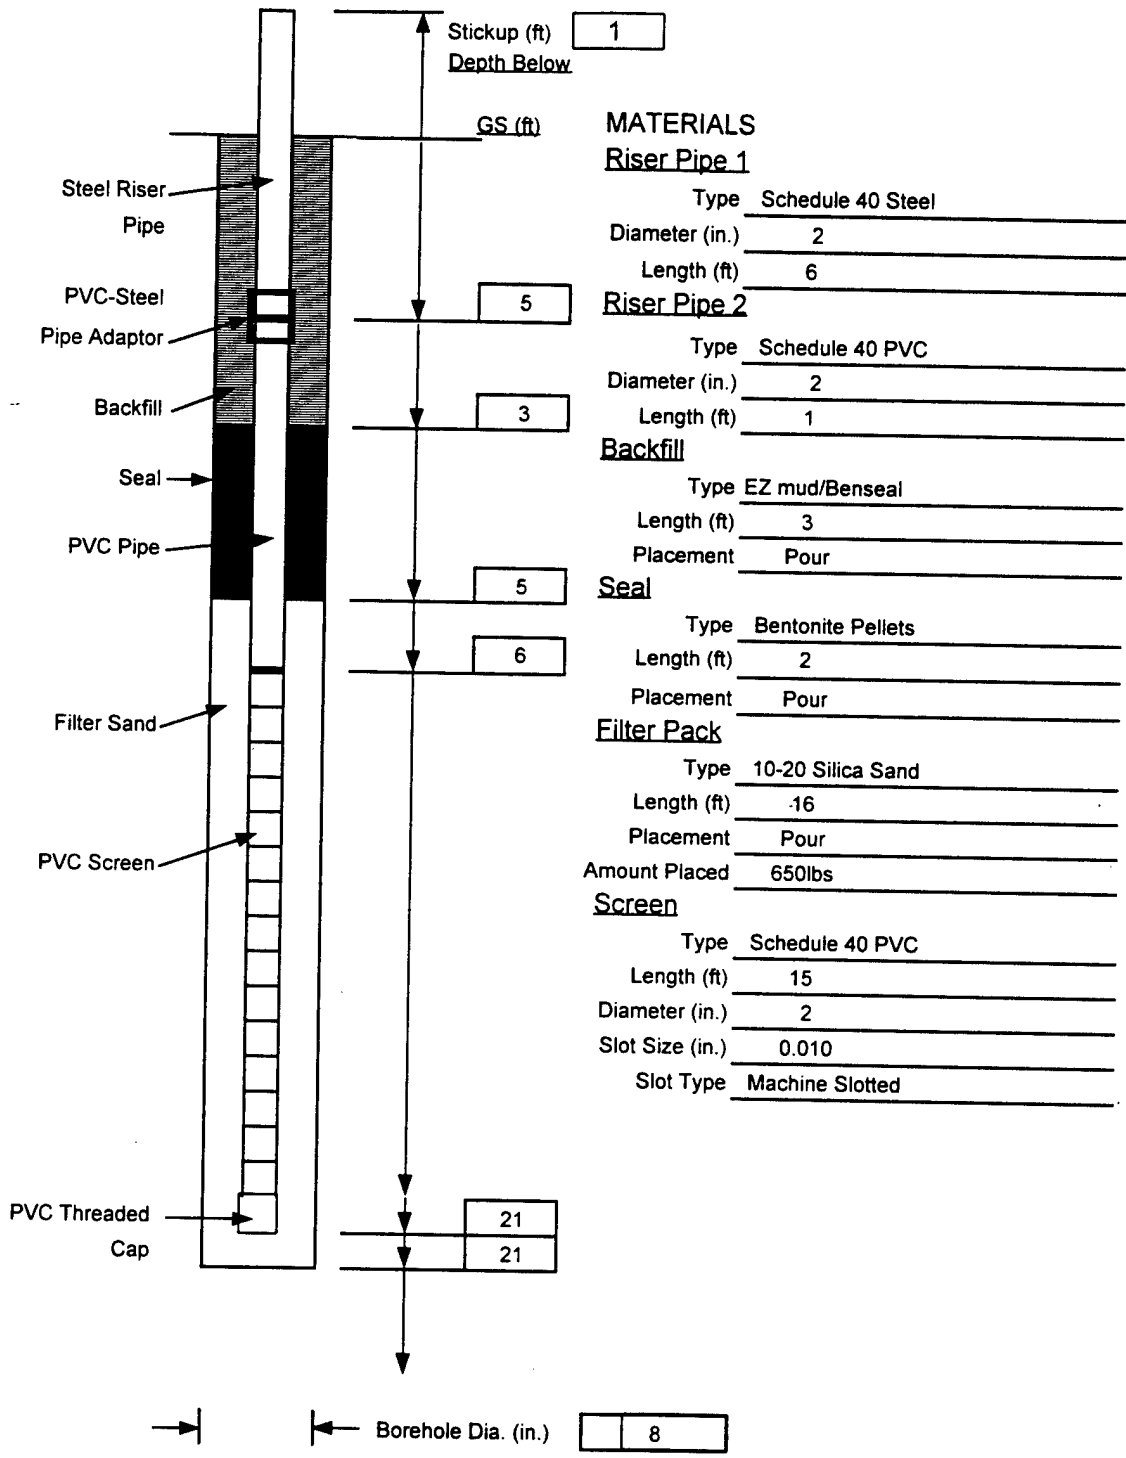 Stickup (ft) 1
Depth Below
GS (ft)
MATERIALS
Riser Pipe 1
Type Schedule 40 Steel
Diameter (in.) 2
Length (ft) 6
Riser Pipe 2
Type Schedule 40 PVC
Diameter (in.) 2
Length (ft) 1
Backfill
Type EZ mud/Benseal
Length (ft) 3
Placement Pour
Seal
Type Bentonite Pellets
Length (ft) 2
Placement Pour
Filter Pack
Type 10-20 Silica Sand
Length (ft) 16
Placement Pour
Amount Placed 650lbs
Screen
Type Schedule 40 PVC
Length (ft) 15
Diameter (in.) 2
Slot Size (in.) 0.010
Slot Type Machine Slotted
Steel Riser
Pipe
PVC-Steel
Pipe Adaptor
Backfill
Seal
PVC Pipe
Filter Sand
PVC Screen
PVC Threaded
Cap
5
3
5
6
21
21
Borehole Dia. (in.) 8